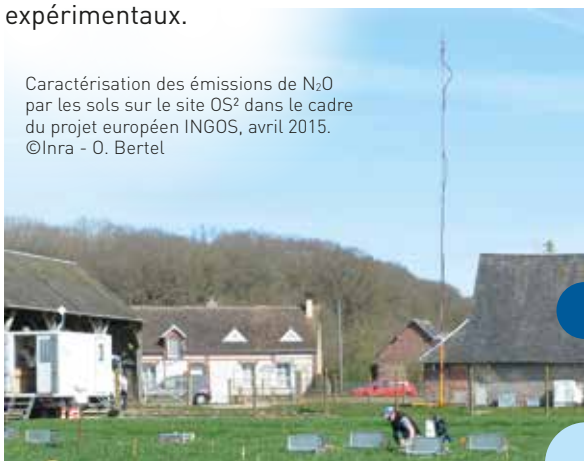 expérimentaux.
Caractérisation des émissions de N₂O
par les sols sur le site OS² dans le cadre
du projet européen INGOS, avril 2015.
©Inra - O. Bertel